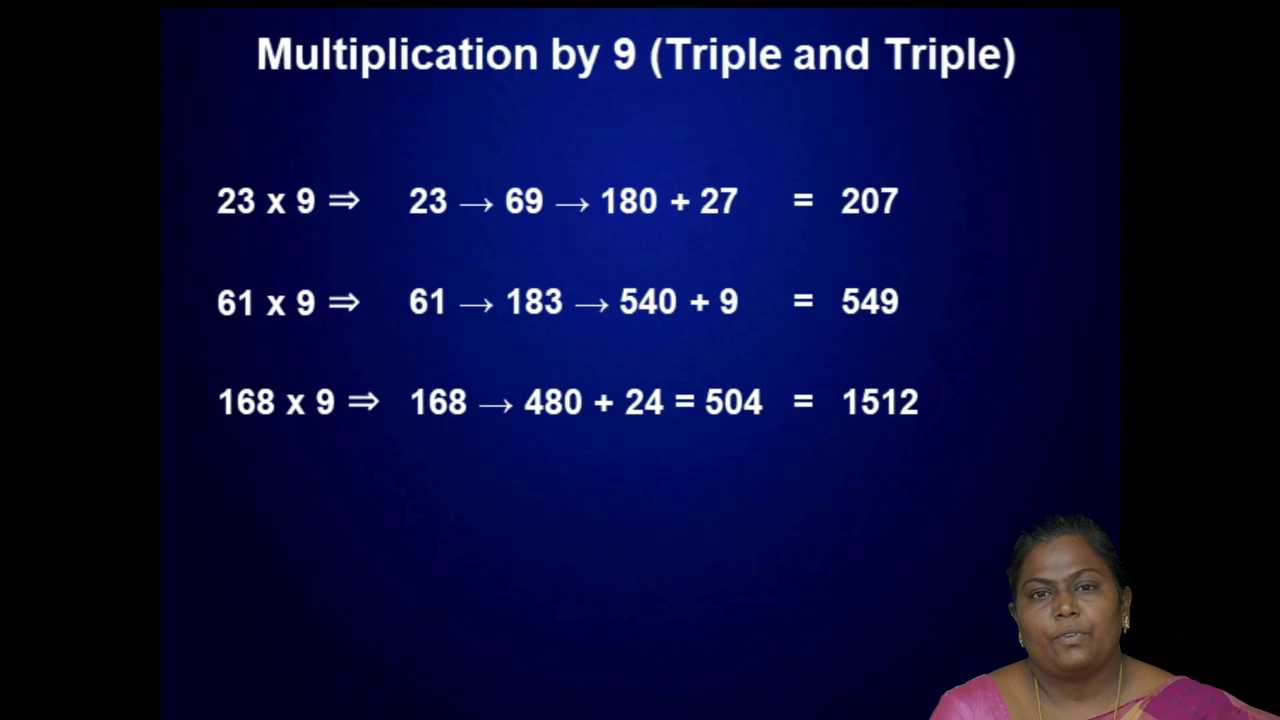 Multiplication by 9 (Triple and Triple)
23 x 9 ⇒ 23 → 69 → 180 + 27 = 207
61 x 9 ⇒ 61 → 183 → 540 + 9 = 549
168 x 9 ⇒ 168 → 480 + 24 = 504 = 1512